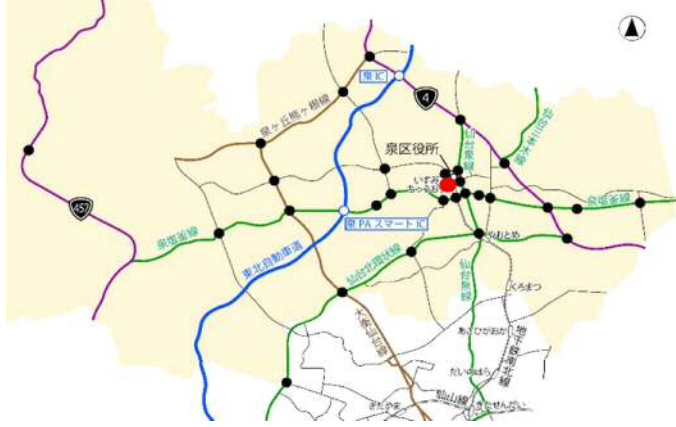 泉IC
4
仙台泉線
仙台三本木線
泉ヶ丘熊ヶ根線
泉区役所
いずみ
ちゅうおう
457
泉塩釜線
泉塩釜線
泉PAスマートIC
やおとめ
東北自動車道
仙台北環状線
仙台泉線
くろまつ
大衡仙台線
あさひがおか
地下鉄南北線
だいのはら
仙山線
きたせんだい
きたやま